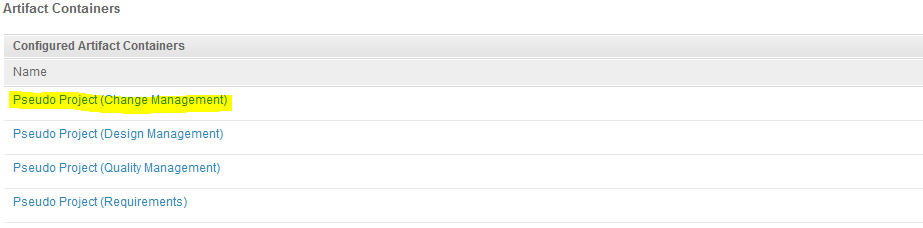 Artifact Containers
Configured Artifact Containers
Name
Pseudo Project (Change Management)
Pseudo Project (Design Management)
Pseudo Project (Quality Management)
Pseudo Project (Requirements)